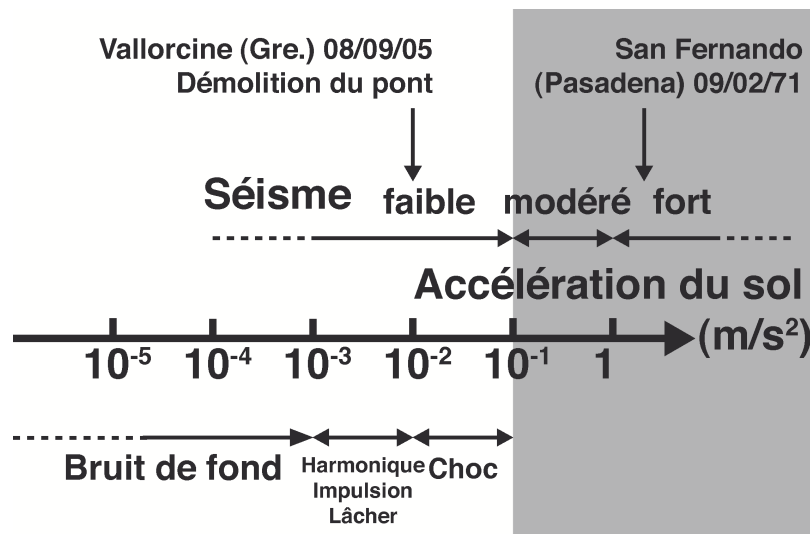 Vallorcine (Gre.) 08/09/05
Démolition du pont
San Fernando
(Pasadena) 09/02/71
Séisme faible modéré fort
Accélération du sol
(m/s²)
10⁻⁵ 10⁻⁴ 10⁻³ 10⁻² 10⁻¹ 1
Bruit de fond
Harmonique
Impulsion
Lâcher
Choc